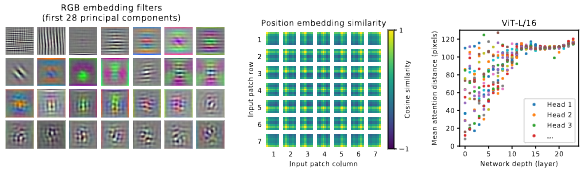 RGB embedding filters
(first 28 principal components)
Position embedding similarity
1
2
3
4
5
6
7
Input patch row
1 2 3 4 5 6 7
Input patch column
1
−1
Cosine similarity
ViT-L/16
Mean attention distance (pixels)
120
100
80
60
40
20
0
0 5 10 15 20
Network depth (layer)
Head 1
Head 2
Head 3
...